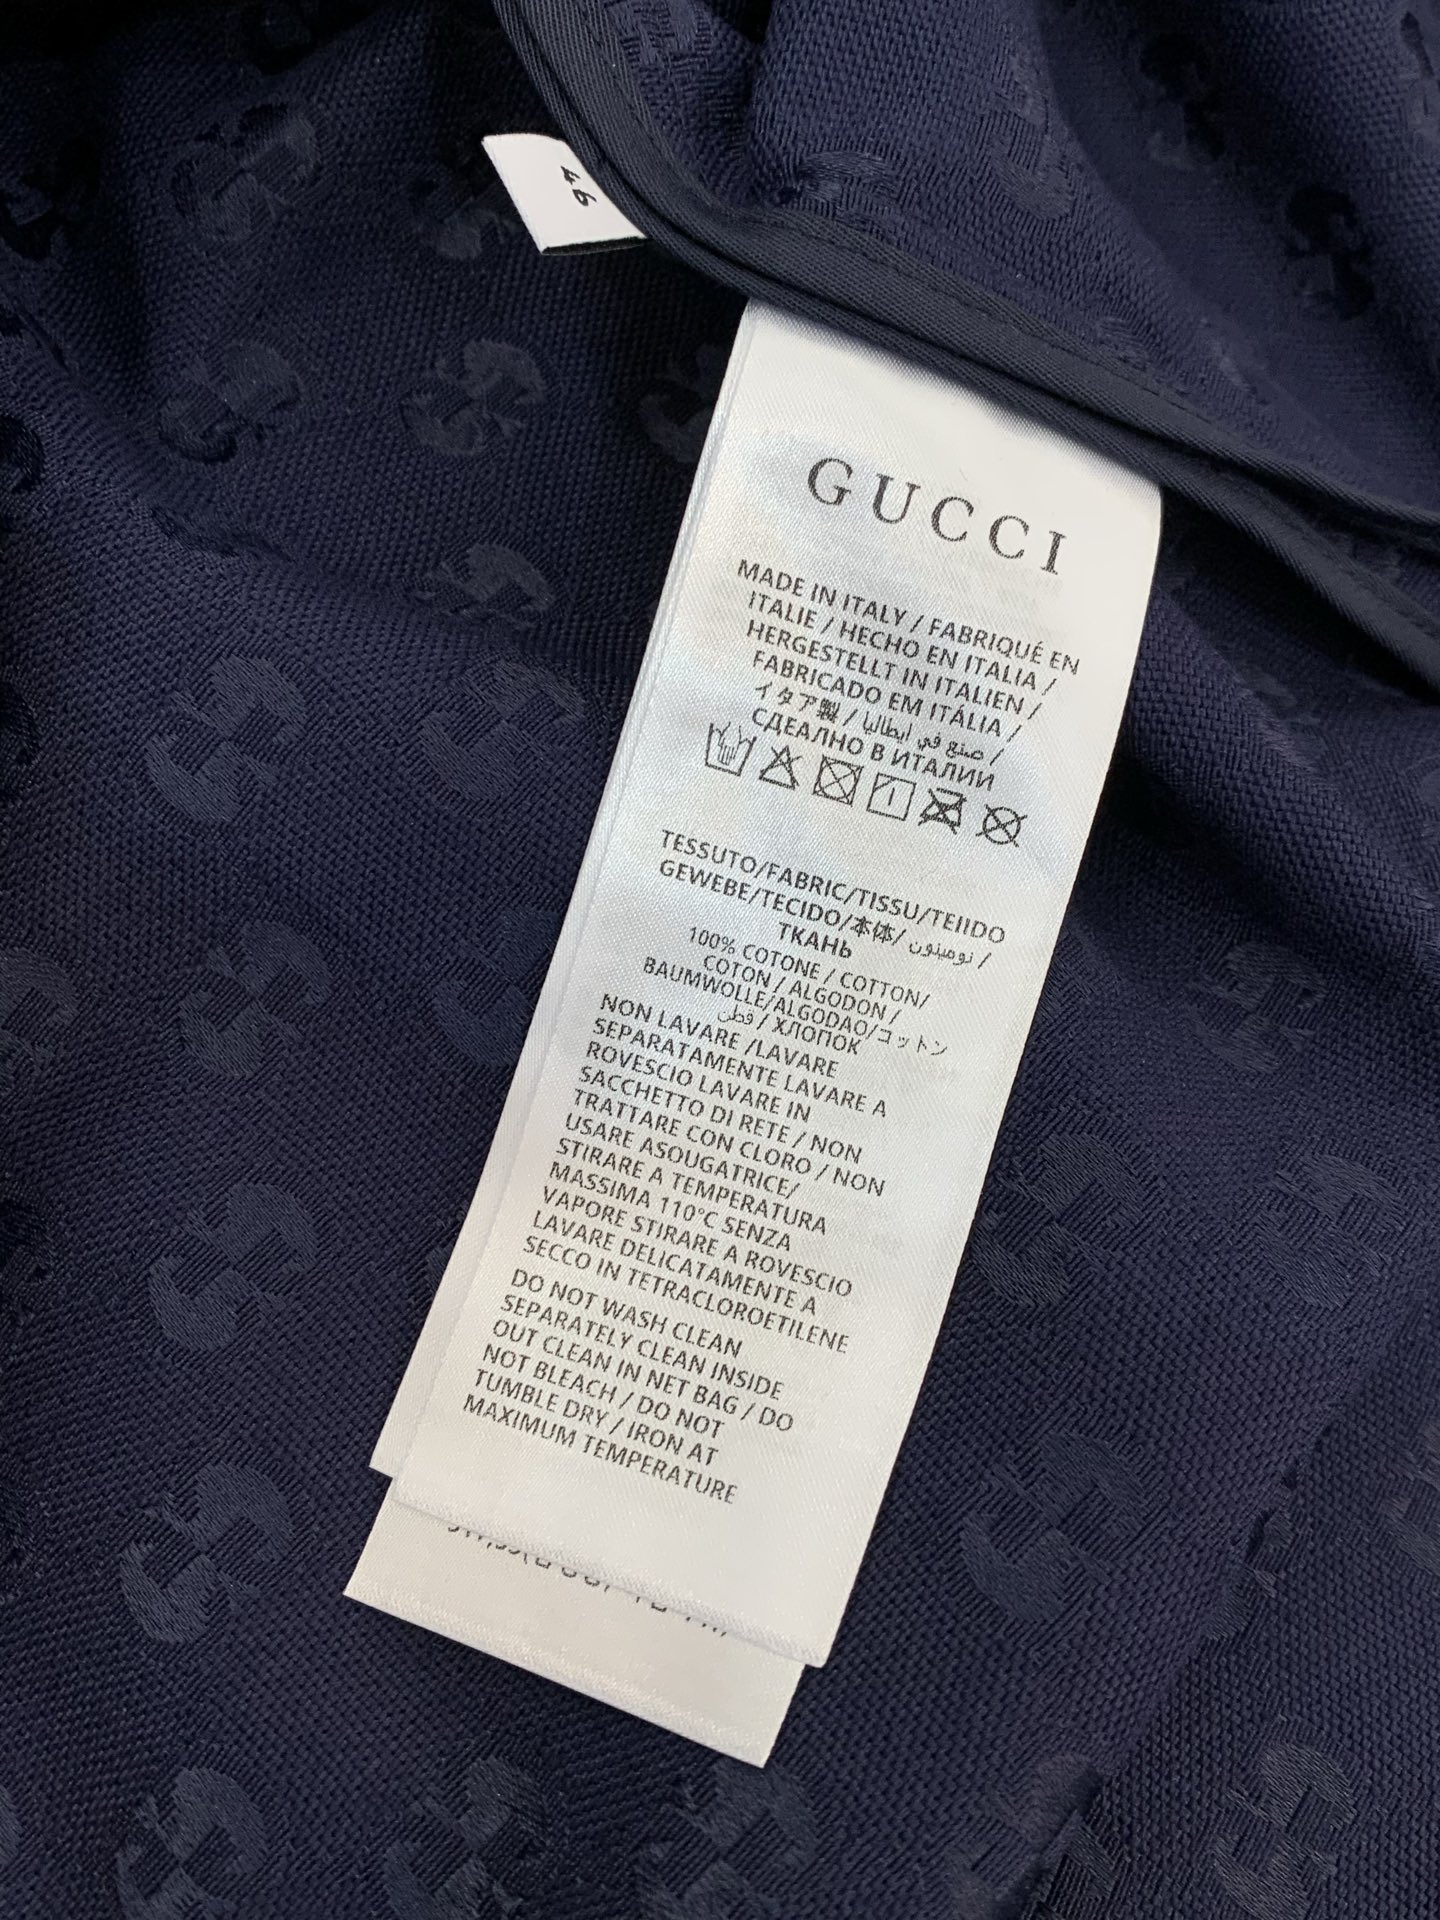 46
GUCCI
MADE IN ITALY / FABRIQUÉ EN
ITALIE / HECHO EN ITALIA /
HERGESTELLT IN ITALIEN /
FABRICADO EM ITÁLIA /
イタア製 / صنع في ايطاليا /
СДЕАЛНО В ИТАЛИИ
TESSUTO/FABRIC/TISSU/TEIIDO
GEWEBE/TECIDO/本体/ نومينون /
ТКАНЬ
100% COTONE / COTTON/
COTON / ALGODON /
BAUMWOLLE/ALGODAO/コットン
قطن / ХЛОПОК
NON LAVARE /LAVARE
SEPARATAMENTE LAVARE A
ROVESCIO LAVARE IN
SACCHETTO DI RETE / NON
TRATTARE CON CLORO / NON
USARE ASOUGATRICE/
STIRARE A TEMPERATURA
MASSIMA 110°C SENZA
VAPORE STIRARE A ROVESCIO
LAVARE DELICATAMENTE A
SECCO IN TETRACLOROETILENE
DO NOT WASH CLEAN
SEPARATELY CLEAN INSIDE
OUT CLEAN IN NET BAG / DO
NOT BLEACH / DO NOT
TUMBLE DRY / IRON AT
MAXIMUM TEMPERATURE